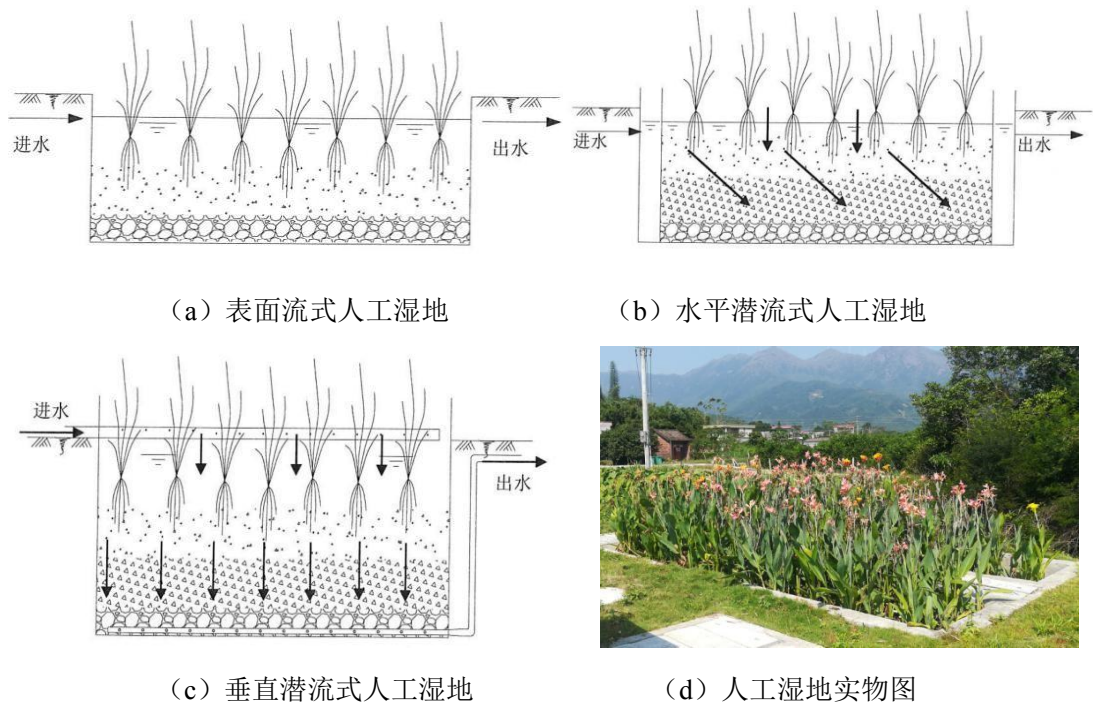 进水
出水
进水
出水
（a）表面流式人工湿地
（b）水平潜流式人工湿地
进水
出水
（c）垂直潜流式人工湿地
（d）人工湿地实物图